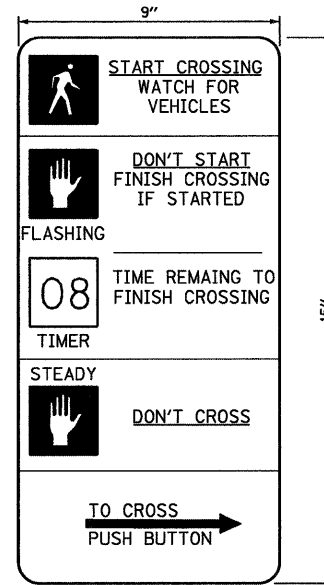 9"
START CROSSING
WATCH FOR
VEHICLES
DON'T START
FINISH CROSSING
IF STARTED
FLASHING
08
TIME REMAING TO
FINISH CROSSING
TIMER
STEADY
DON'T CROSS
TO CROSS
PUSH BUTTON